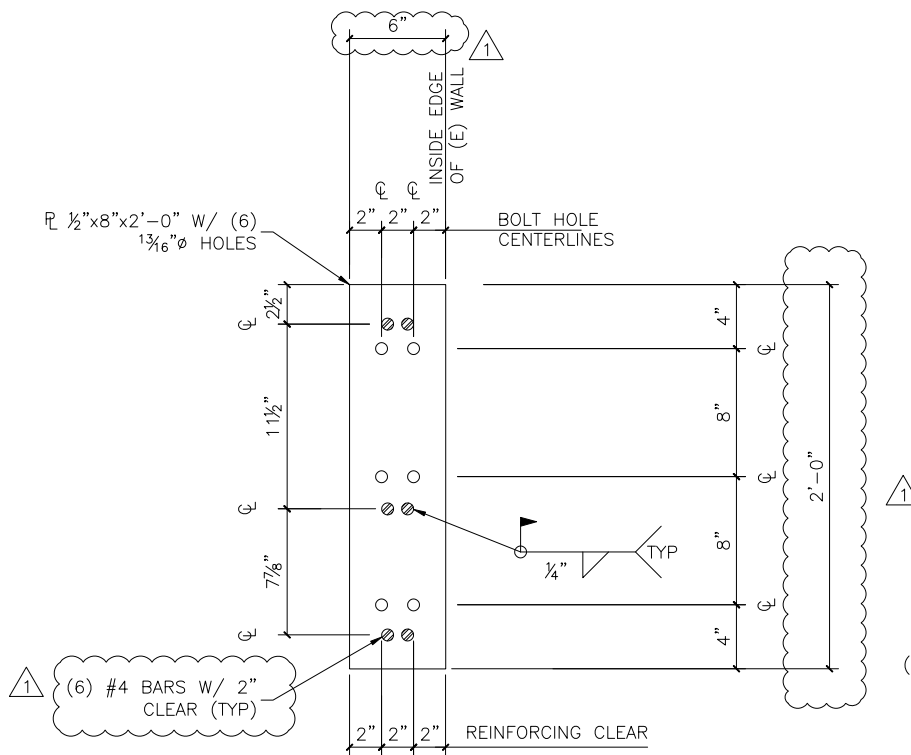 6"
1
INSIDE EDGE
OF (E) WALL
℄ ℄
2" 2" 2"
BOLT HOLE
CENTERLINES
℄
PL ½"x8"x2'-0" W/ (6)
13⁄16"ø HOLES
2½"
℄
11½"
℄
7⅞"
℄
4"
℄
8"
℄
8"
℄
4"
2'-0"
1
¼"
TYP
1
(6) #4 BARS W/ 2"
CLEAR (TYP)
(
2" 2" 2"
REINFORCING CLEAR